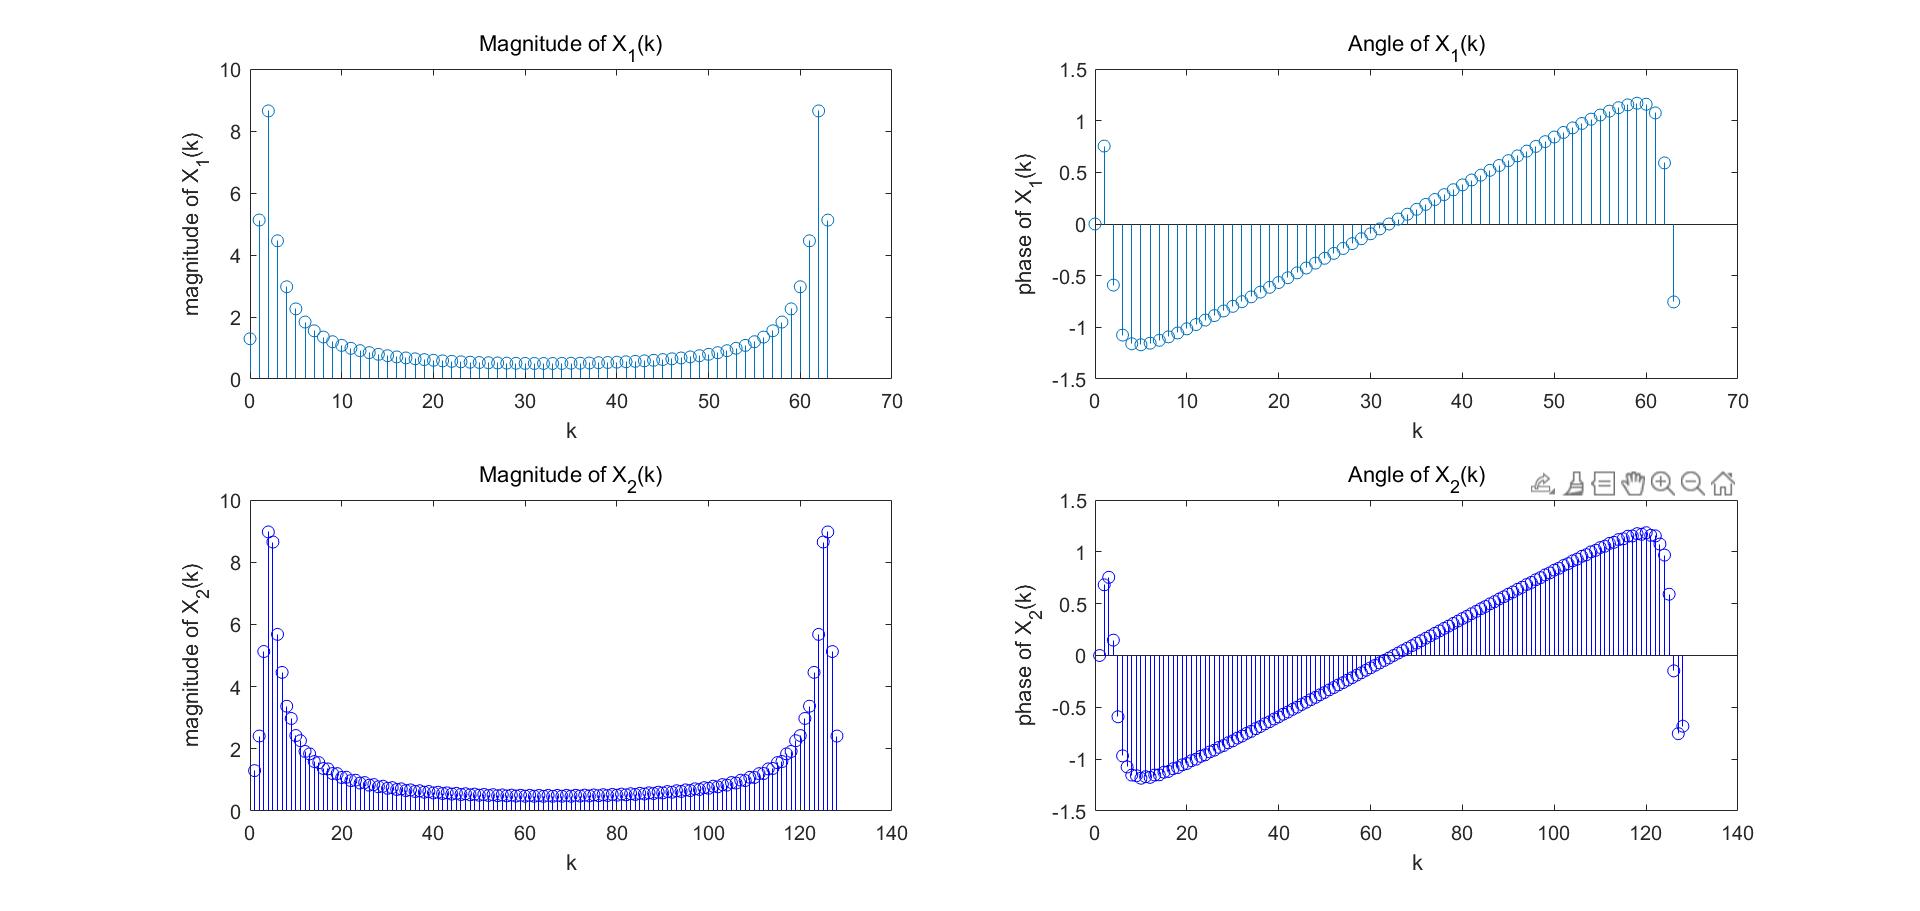 Magnitude of X1(k)
magnitude of X1(k)
10
8
6
4
2
0
0 10 20 30 40 50 60 70
k
Angle of X1(k)
phase of X1(k)
1.5
1
0.5
0
-0.5
-1
-1.5
0 10 20 30 40 50 60 70
k
Magnitude of X2(k)
magnitude of X2(k)
10
8
6
4
2
0
0 20 40 60 80 100 120 140
k
Angle of X2(k)
phase of X2(k)
1.5
1
0.5
0
-0.5
-1
-1.5
0 20 40 60 80 100 120 140
k